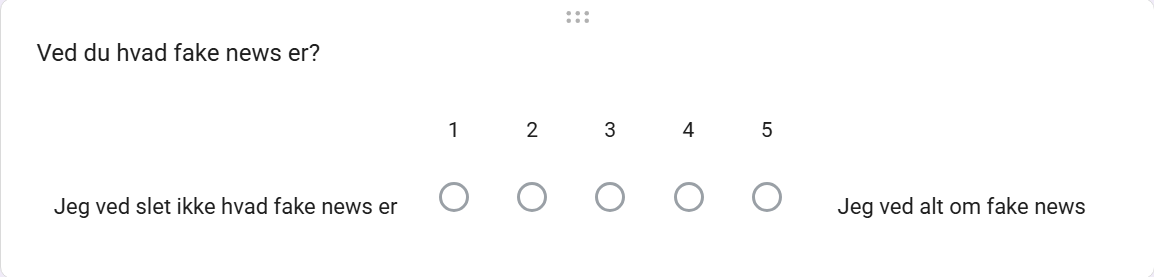 Ved du hvad fake news er?
1 2 3 4 5
Jeg ved slet ikke hvad fake news er Jeg ved alt om fake news